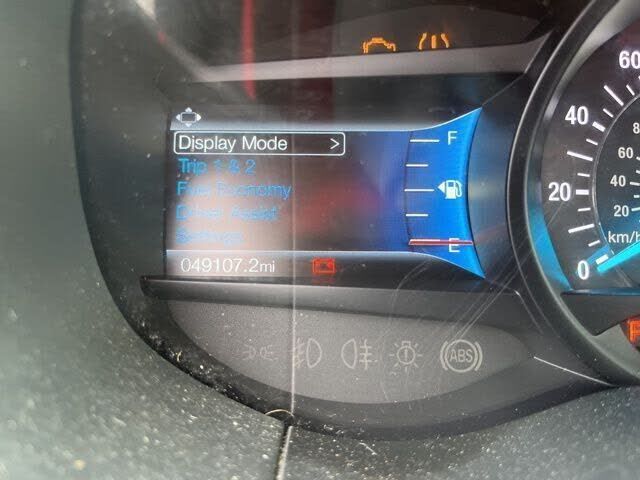 Display Mode >
Trip 1 & 2
Fuel Economy
Driver Assist
Settings
049107.2mi
F
E
ABS
60
40
20
0
80
60
40
20
km/h